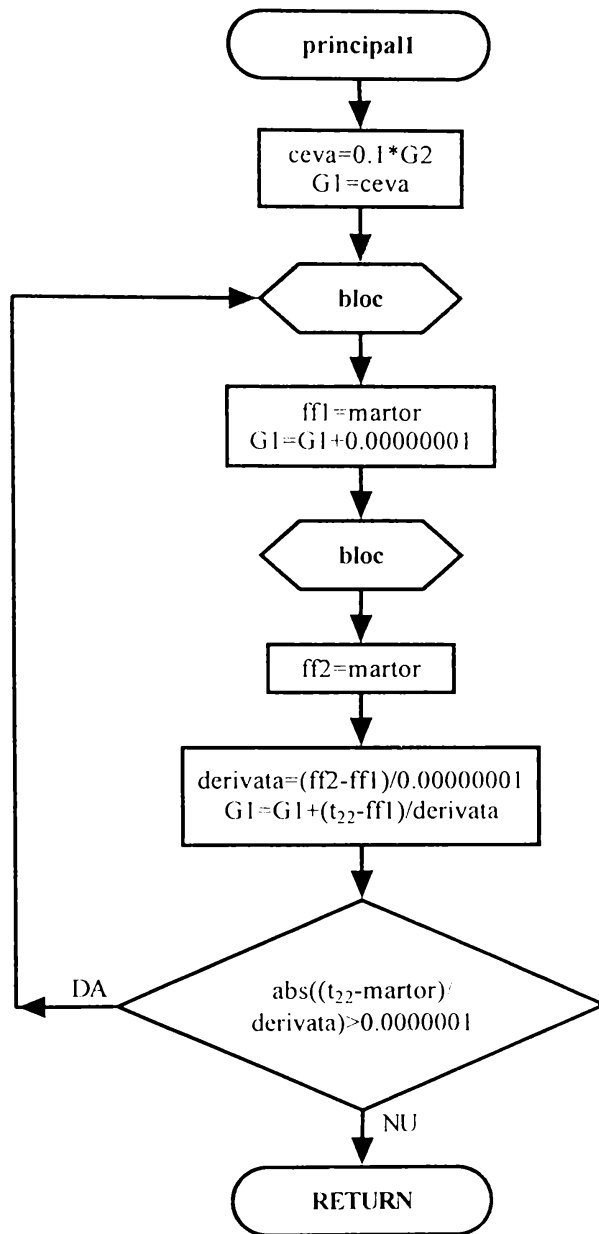 principal1
ceva=0.1*G2
G1=ceva
bloc
ff1=martor
G1=G1+0.00000001
bloc
ff2=martor
derivata=(ff2-ff1)/0.00000001
G1=G1+(t₂₂-ff1)/derivata
DA
abs((t₂₂-martor)/
derivata)>0.0000001
NU
RETURN